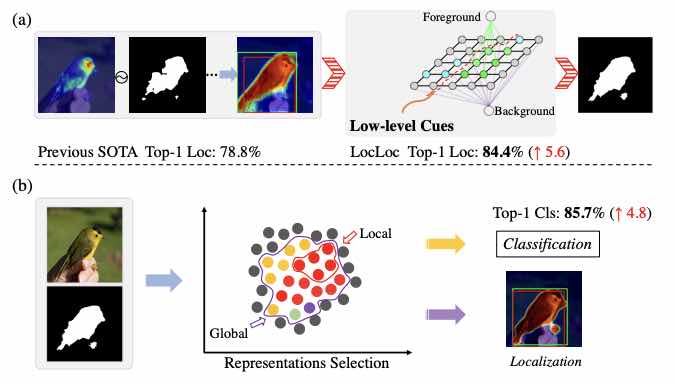 (a)
Foreground
Background
Low-level Cues
Previous SOTA Top-1 Loc: 78.8%
LocLoc Top-1 Loc: 84.4% (↑ 5.6)
(b)
Top-1 Cls: 85.7% (↑ 4.8)
Local
Classification
Global
Representations Selection
Localization